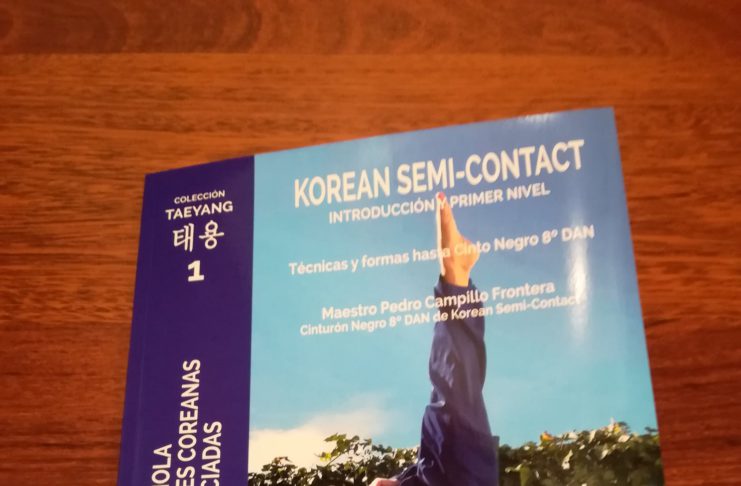 COLECCIÓN
TAEYANG
태용
1
KOREAN SEMI-CONTACT
INTRODUCCIÓN Y PRIMER NIVEL
Técnicas y formas hasta Cinto Negro 8º DAN
Maestro Pedro Campillo Frontera
Cinturón Negro 8º DAN de Korean Semi-Contact
OLA
ES COREANAS
CIADAS